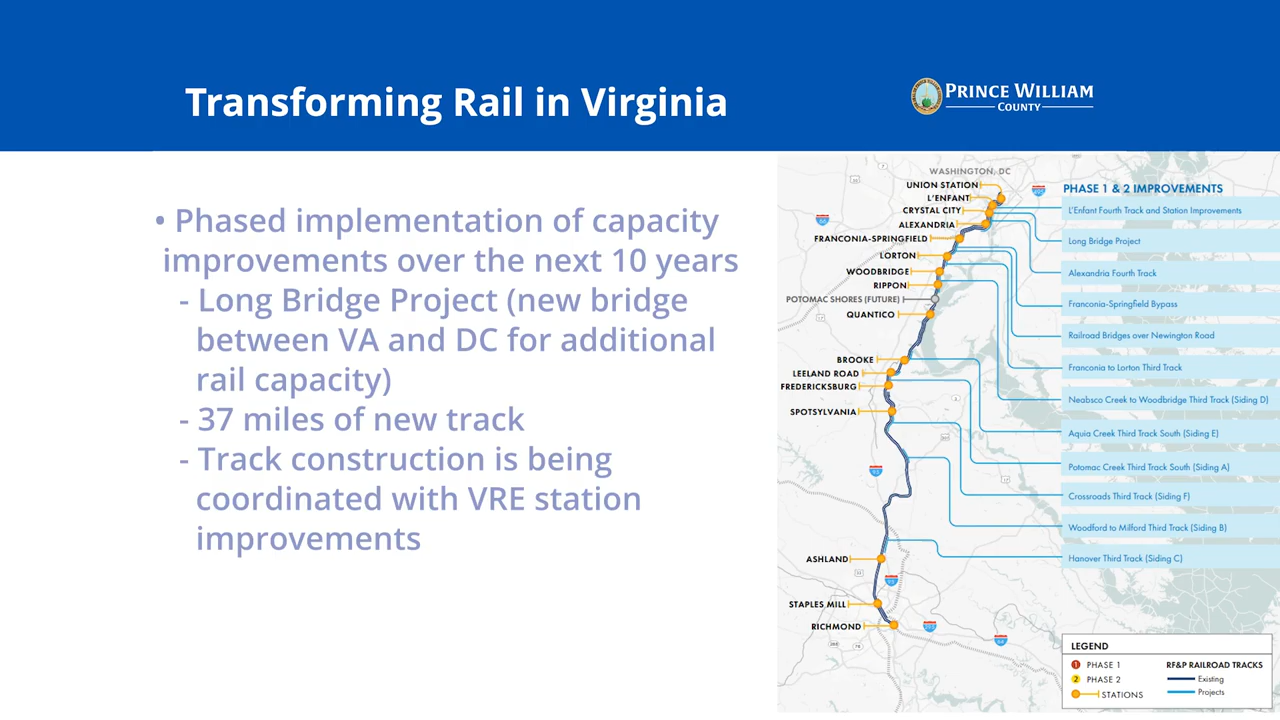 Transforming Rail in Virginia
PRINCE WILLIAM
COUNTY
• Phased implementation of capacity
improvements over the next 10 years
- Long Bridge Project (new bridge
between VA and DC for additional
rail capacity)
- 37 miles of new track
- Track construction is being
coordinated with VRE station
improvements
WASHINGTON, DC
UNION STATION
L'ENFANT
CRYSTAL CITY
ALEXANDRIA
FRANCONIA-SPRINGFIELD
LORTON
WOODBRIDGE
RIPPON
POTOMAC SHORES (FUTURE)
QUANTICO
BROOKE
LEELAND ROAD
FREDERICKSBURG
SPOTSYLVANIA
ASHLAND
STAPLES MILL
RICHMOND
PHASE 1 & 2 IMPROVEMENTS
L'Enfant Fourth Track and Station Improvements
Long Bridge Project
Alexandria Fourth Track
Franconia-Springfield Bypass
Railroad Bridges over Newington Road
Franconia to Lorton Third Track
Neabsco Creek to Woodbridge Third Track (Siding D)
Aquia Creek Third Track South (Siding E)
Potomac Creek Third Track South (Siding A)
Crossroads Third Track (Siding F)
Woodford to Milford Third Track (Siding B)
Hanover Third Track (Siding C)
LEGEND
1 PHASE 1
2 PHASE 2
STATIONS
RF&P RAILROAD TRACKS
Existing
Projects